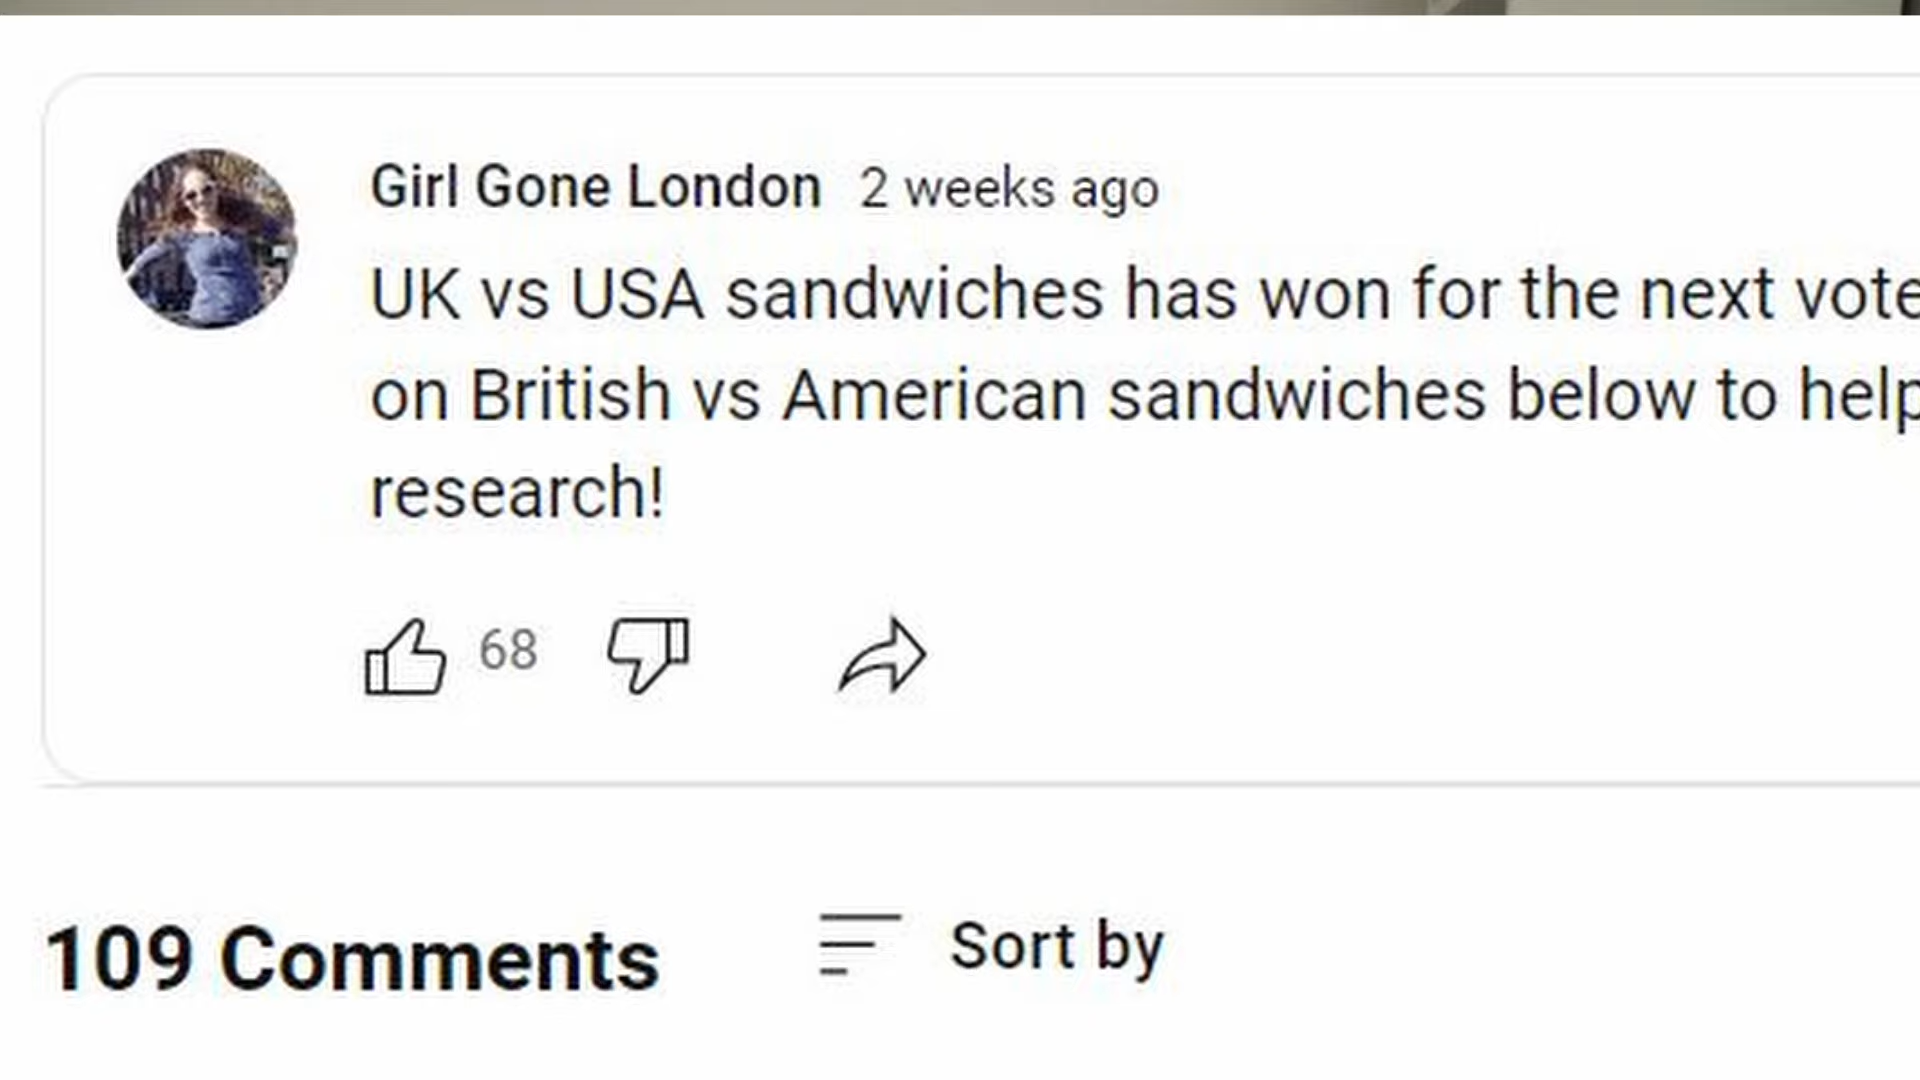 Girl Gone London 2 weeks ago
UK vs USA sandwiches has won for the next vote
on British vs American sandwiches below to help
research!
68
109 Comments Sort by